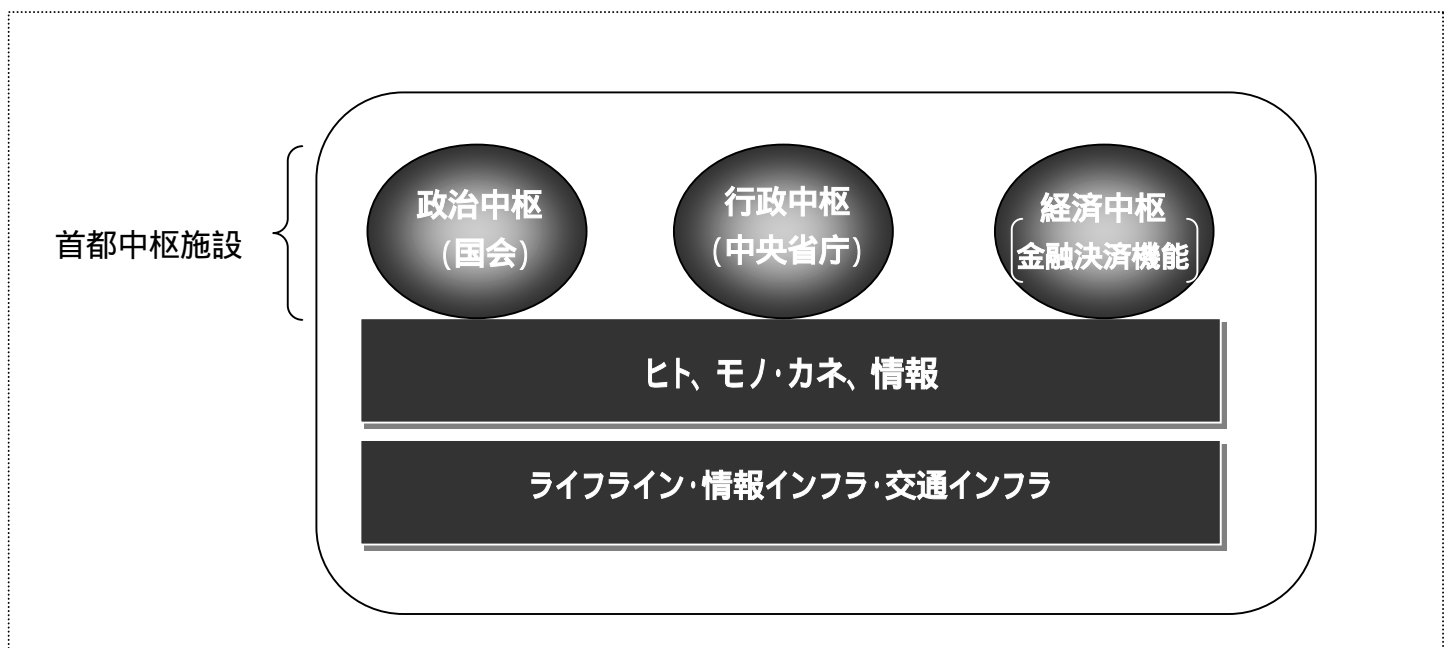 首都中枢施設
政治中枢
(国会)
行政中枢
(中央省庁)
経済中枢
金融決済機能
ヒト、モノ・カネ、情報
ライフライン・情報インフラ・交通インフラ